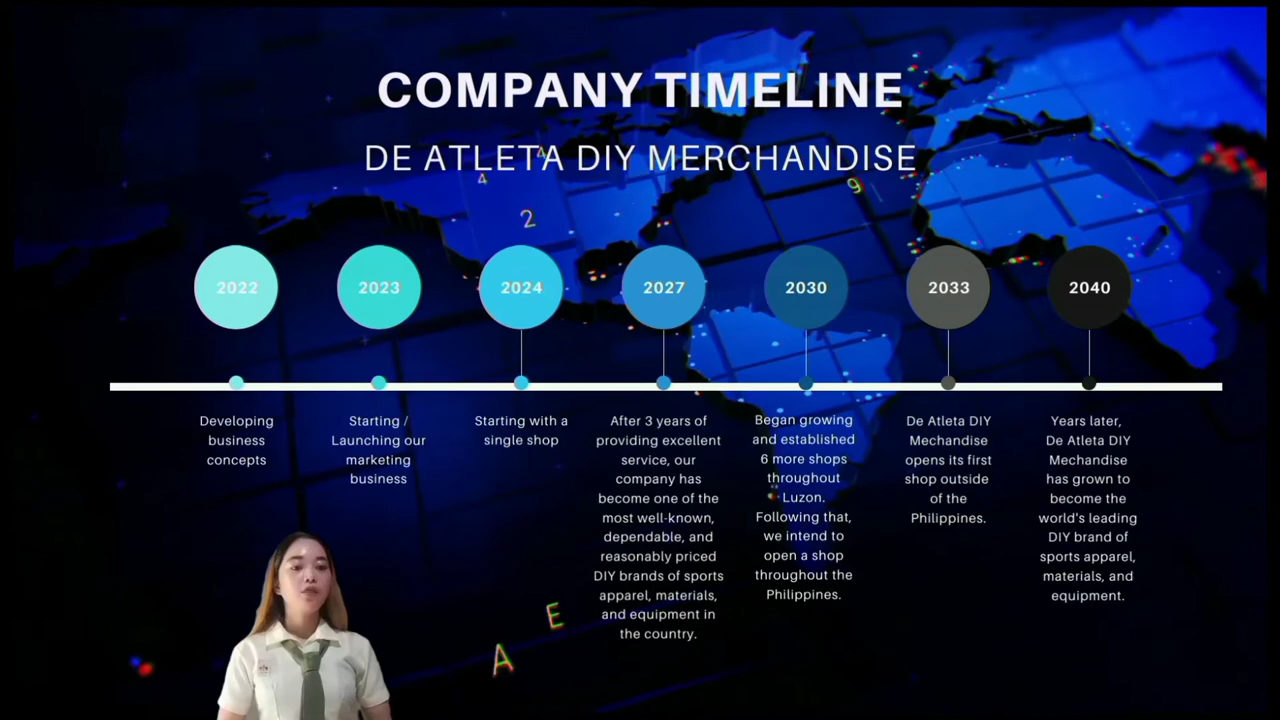 COMPANY TIMELINE
DE ATLETA DIY MERCHANDISE
4
4
2
9
2022
2023
2024
2027
2030
2033
2040
Developing
business
concepts
Starting /
Launching our
marketing
business
Starting with a
single shop
After 3 years of
providing excellent
service, our
company has
become one of the
most well-known,
dependable, and
reasonably priced
DIY brands of sports
apparel, materials,
and equipment in
the country.
Began growing
and established
6 more shops
throughout
Luzon.
Following that,
we intend to
open a shop
throughout the
Philippines.
De Atleta DIY
Mechandise
opens its first
shop outside
of the
Philippines.
Years later,
De Atleta DIY
Mechandise
has grown to
become the
world's leading
DIY brand of
sports apparel,
materials, and
equipment.
E
A